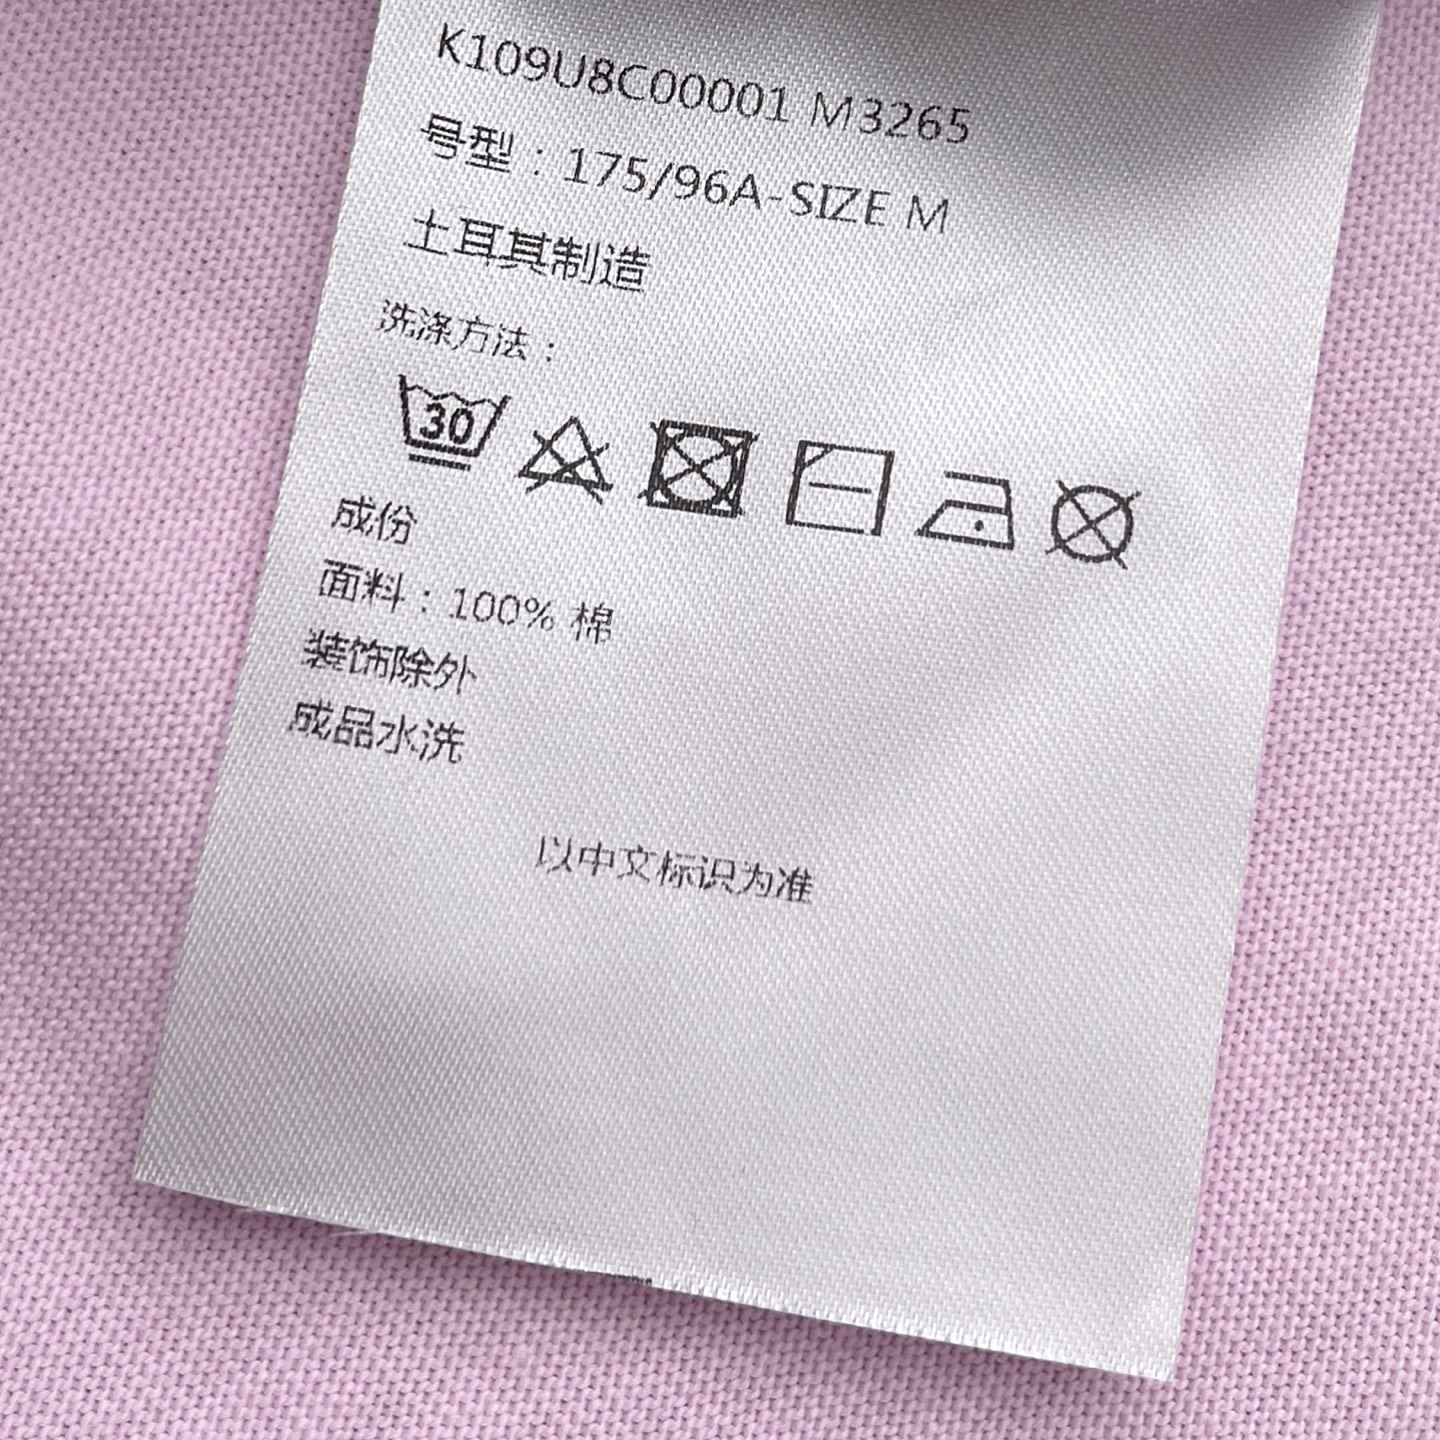 K109U8C00001 M3265
号型：175/96A-SIZE M
土耳其制造
洗涤方法：
30
成份
面料：100% 棉
装饰除外
成品水洗
以中文标识为准